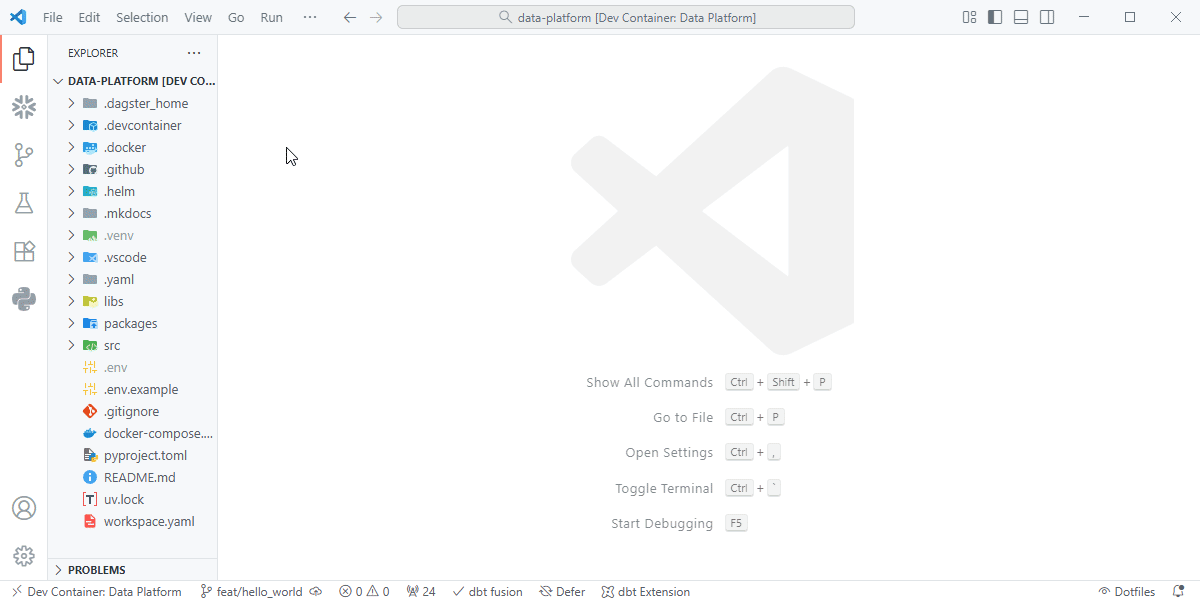 File Edit Selection View Go Run ··· data-platform [Dev Container: Data Platform]
EXPLORER ···
DATA-PLATFORM [DEV CO...
.dagster_home
.devcontainer
.docker
.github
.helm
.mkdocs
.venv
.vscode
.yaml
libs
packages
src
.env
.env.example
.gitignore
docker-compose....
pyproject.toml
README.md
uv.lock
workspace.yaml
PROBLEMS
Show All Commands Ctrl + Shift + P
Go to File Ctrl + P
Open Settings Ctrl + ,
Toggle Terminal Ctrl + `
Start Debugging F5
Dev Container: Data Platform feat/hello_world 0 0 24 dbt fusion Defer dbt Extension Dotfiles